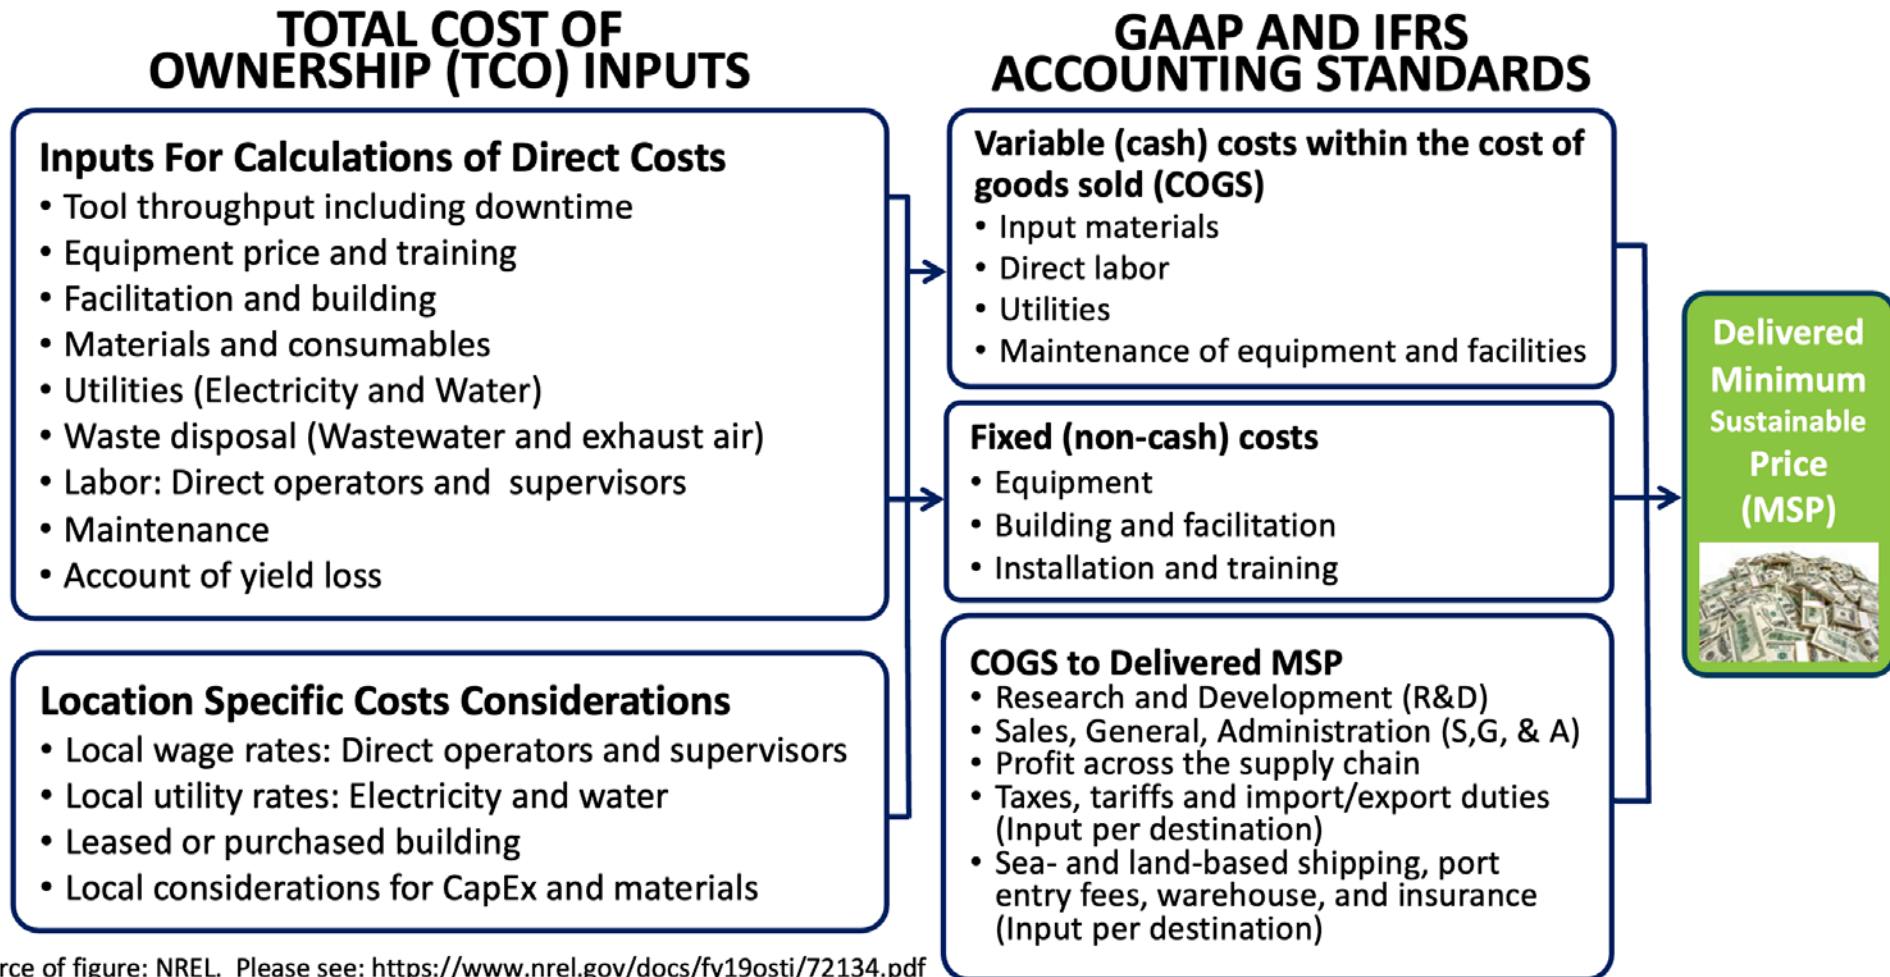 TOTAL COST OF
OWNERSHIP (TCO) INPUTS
Inputs For Calculations of Direct Costs
• Tool throughput including downtime
• Equipment price and training
• Facilitation and building
• Materials and consumables
• Utilities (Electricity and Water)
• Waste disposal (Wastewater and exhaust air)
• Labor: Direct operators and supervisors
• Maintenance
• Account of yield loss
Location Specific Costs Considerations
• Local wage rates: Direct operators and supervisors
• Local utility rates: Electricity and water
• Leased or purchased building
• Local considerations for CapEx and materials
GAAP AND IFRS
ACCOUNTING STANDARDS
Variable (cash) costs within the cost of
goods sold (COGS)
• Input materials
• Direct labor
• Utilities
• Maintenance of equipment and facilities
Fixed (non-cash) costs
• Equipment
• Building and facilitation
• Installation and training
COGS to Delivered MSP
• Research and Development (R&D)
• Sales, General, Administration (S,G, & A)
• Profit across the supply chain
• Taxes, tariffs and import/export duties
(Input per destination)
• Sea- and land-based shipping, port
entry fees, warehouse, and insurance
(Input per destination)
Delivered
Minimum
Sustainable
Price
(MSP)
rce of figure: NREL. Please see: https://www.nrel.gov/docs/fy19osti/72134.pdf